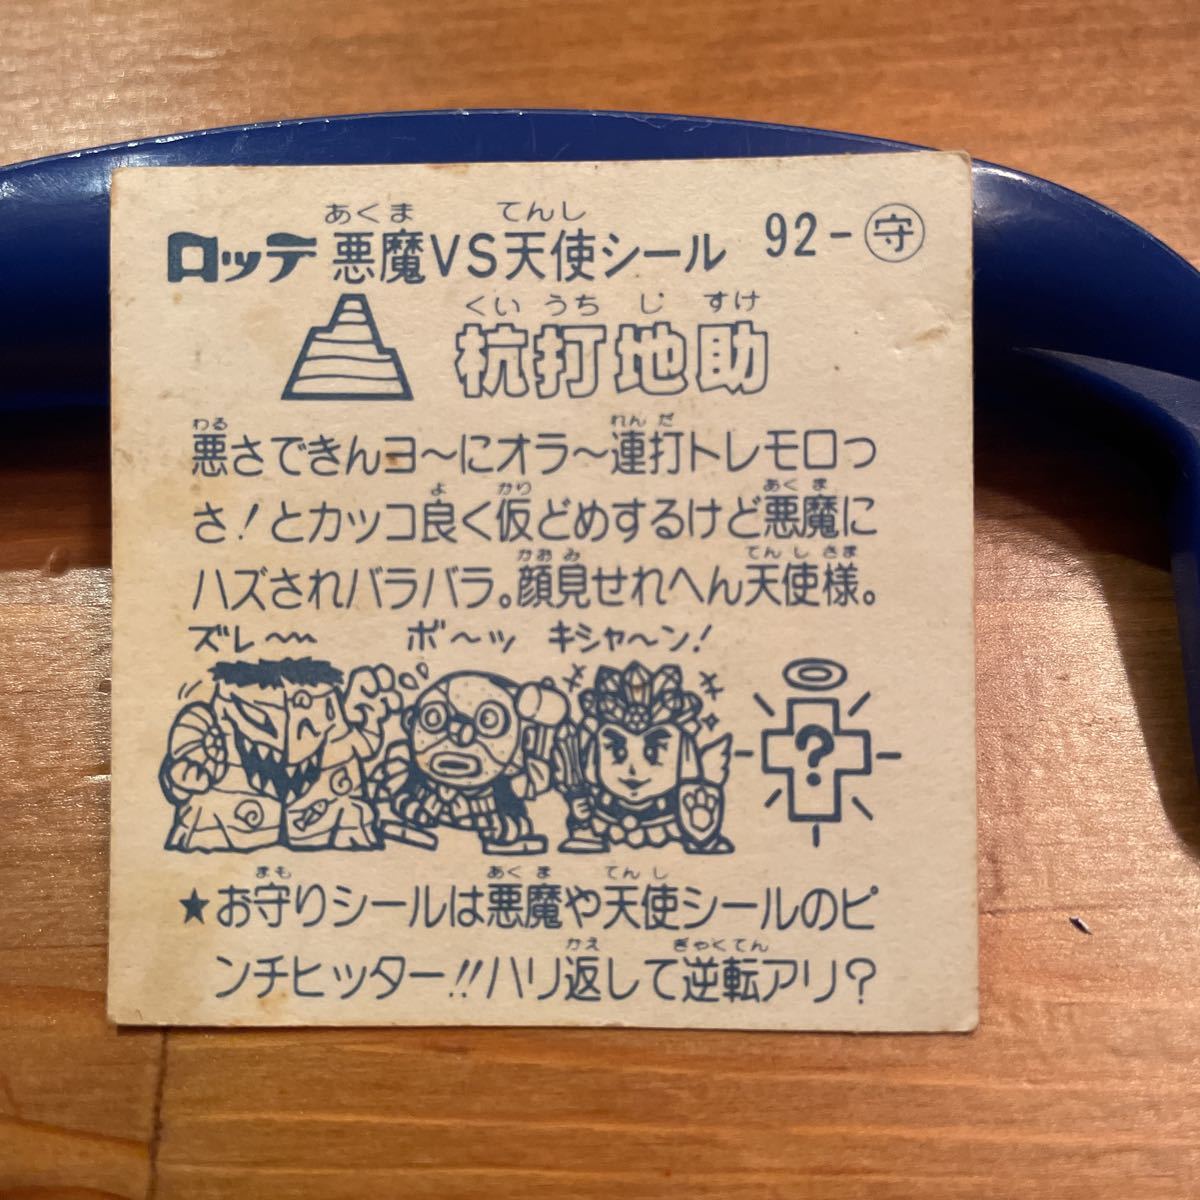 あくま てんし
ロッテ 悪魔VS天使シール 92-守
くい うち じ すけ
杭打地助
わる れん だ
悪さできんヨ〜にオラ〜連打トレモロっ
よ かり あく ま
さ!とカッコ良く仮どめするけど悪魔に
かお み てん し さま
ハズされバラバラ。顔見せれへん天使様。
ズレ〜 ボ〜ッ キシャ〜ン!
?
まも あく ま てん し
★お守りシールは悪魔や天使シールのピ
かえ ぎゃくてん
ンチヒッター!!ハリ返して逆転アリ?